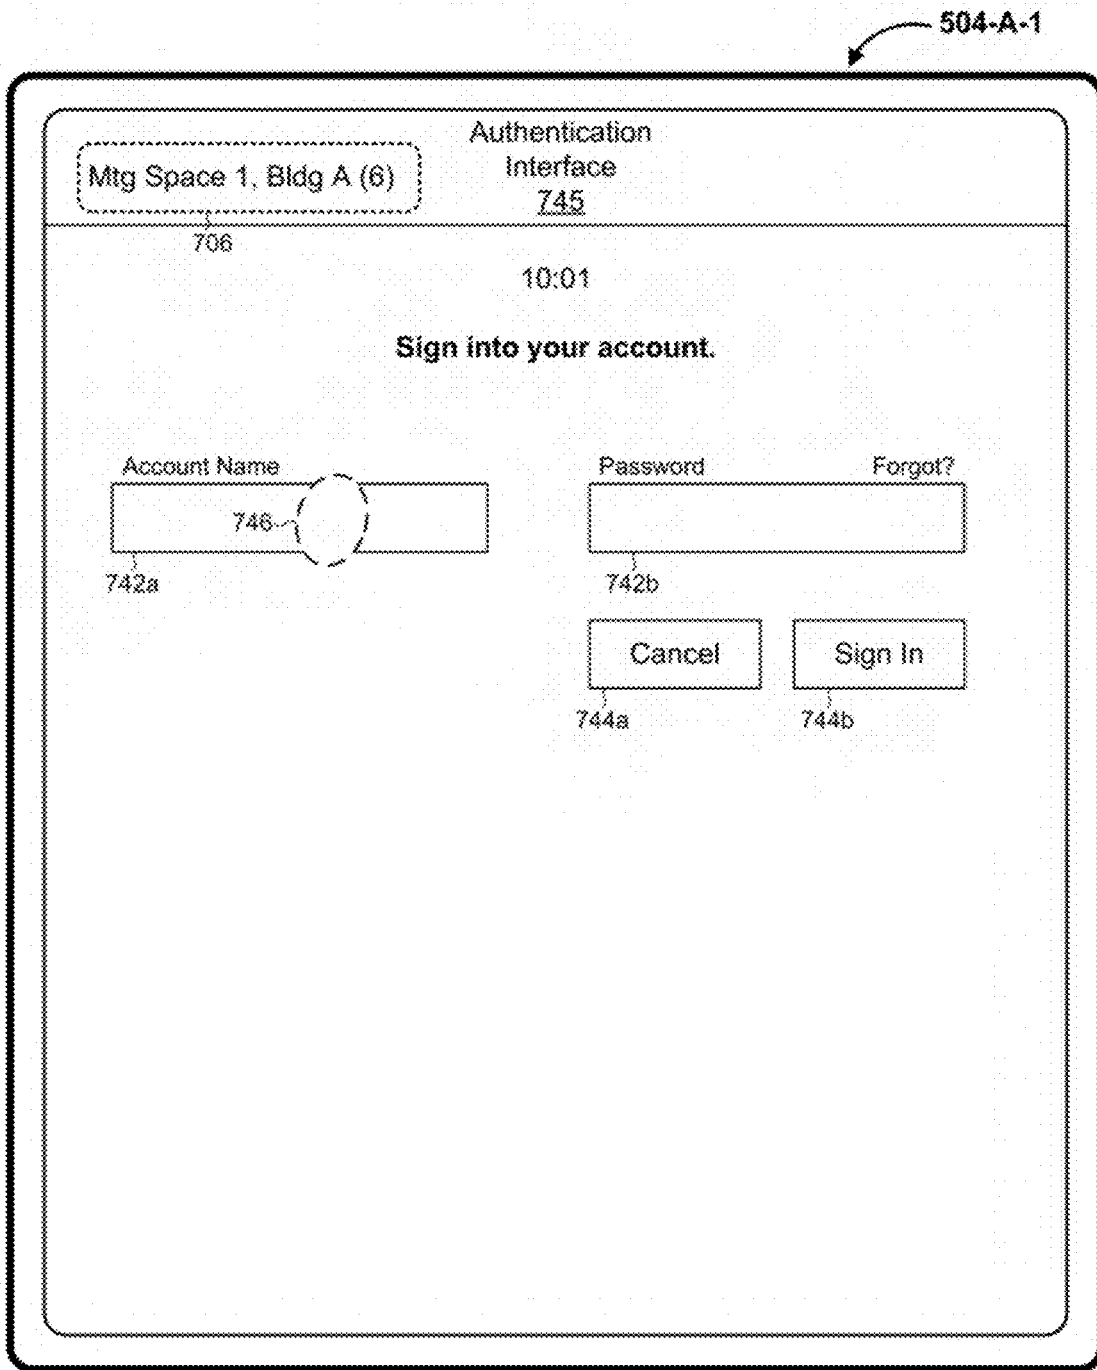 504-A-1
Authentication
Interface
745
Mtg Space 1, Bldg A (6)
706
10:01
Sign into your account.
Account Name
746
742a
Password Forgot?
742b
Cancel Sign In
744a 744b